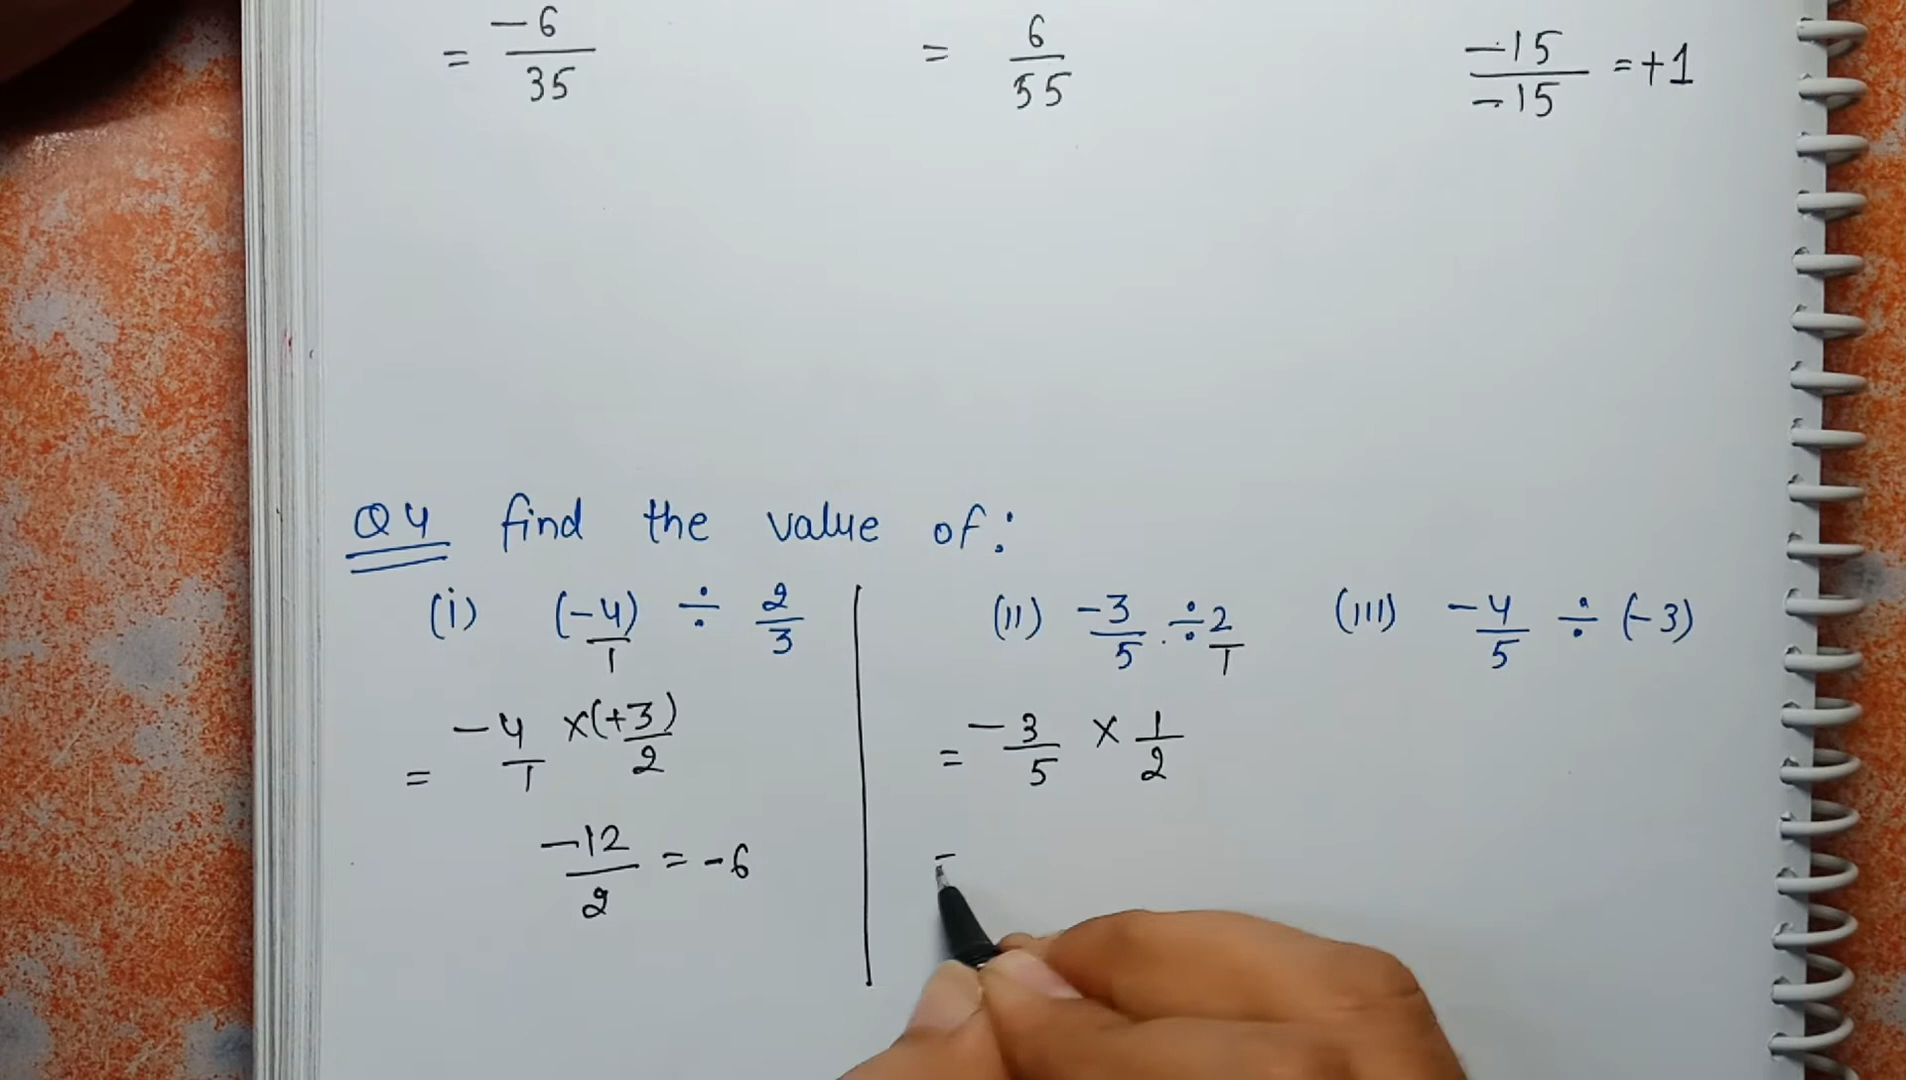 = -6/35    = 6/55    -15/-15 = +1
Q4 find the value of:
(i) (-4)/1 ÷ 2/3    (ii) -3/5 ÷ 2/1    (iii) -4/5 ÷ (-3)
= -4/1 ×(+3)/2    = -3/5 × 1/2
-12/2 = -6    -